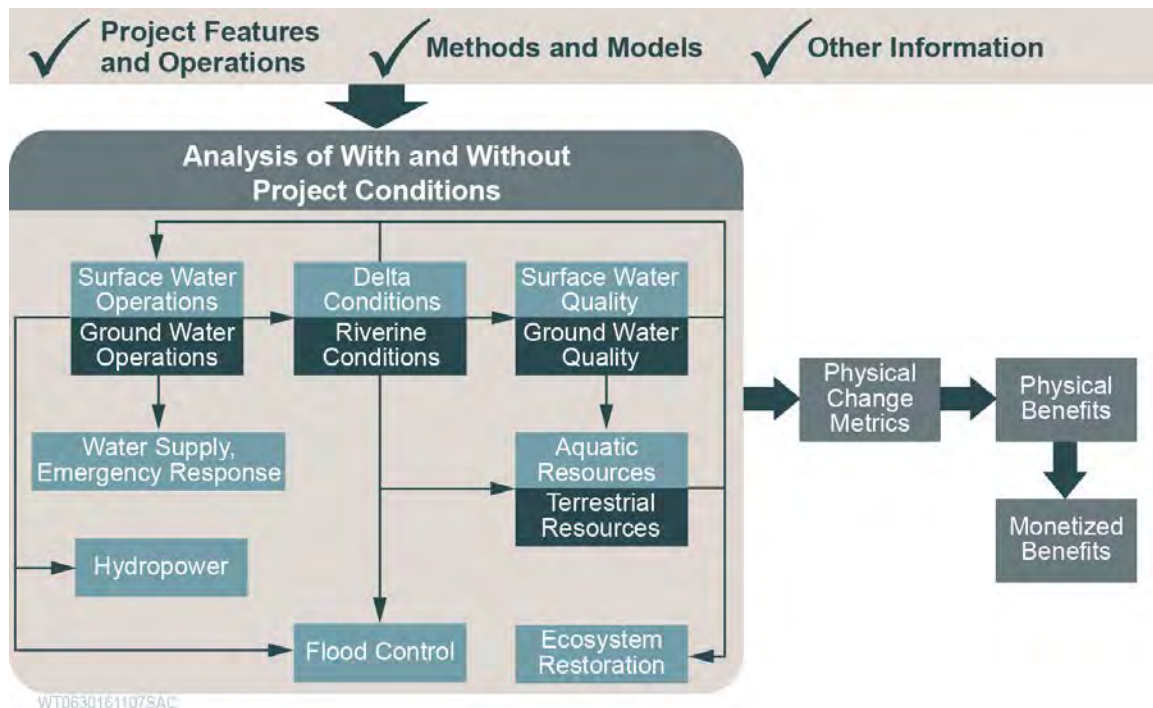 Project Features
and Operations
Methods and Models
Other Information
Analysis of With and Without
Project Conditions
Surface Water
Operations
Ground Water
Operations
Delta
Conditions
Riverine
Conditions
Surface Water
Quality
Ground Water
Quality
Water Supply,
Emergency Response
Aquatic
Resources
Terrestrial
Resources
Hydropower
Flood Control
Ecosystem
Restoration
Physical
Change
Metrics
Physical
Benefits
Monetized
Benefits
WT0630161107SAC